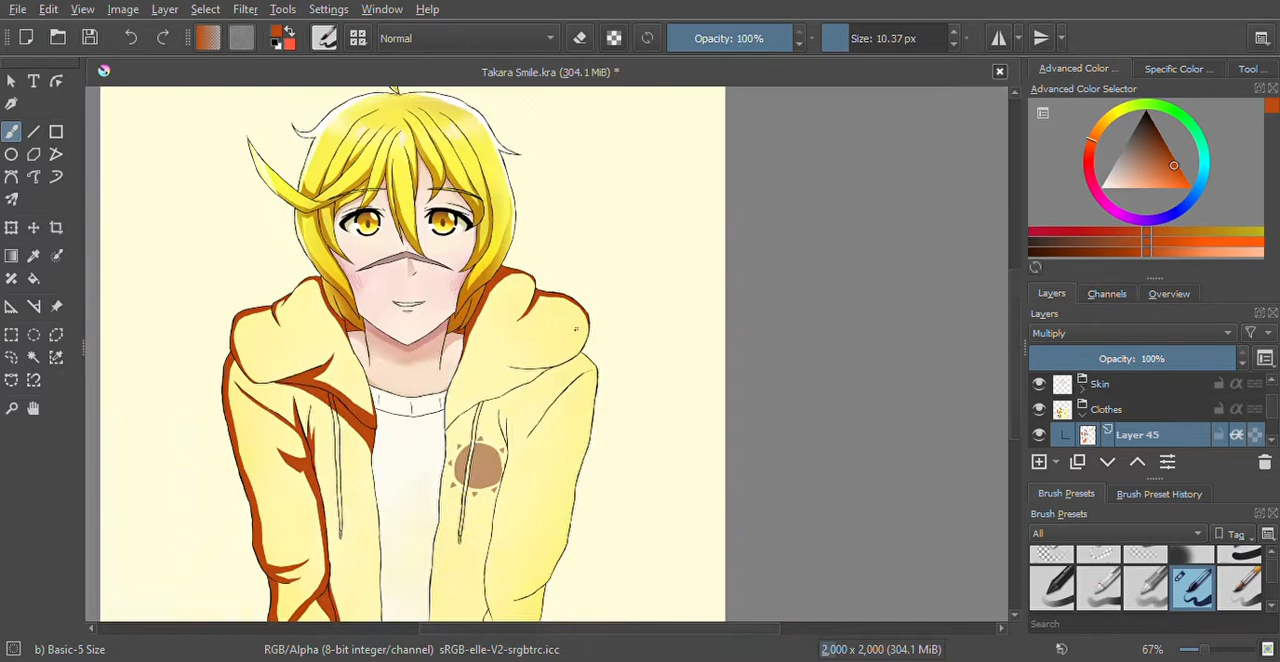 File Edit View Image Layer Select Filter Tools Settings Window Help
Normal Opacity: 100% Size: 10.37 px
Takara Smile.kra (304.1 MiB) *
Advanced Color ... Specific Color ... Tool ...
Advanced Color Selector
Layers Channels Overview
Layers
Multiply
Opacity: 100%
Skin
Clothes
Layer 45
Brush Presets Brush Preset History
Brush Presets
All Tag
Search
b) Basic-5 Size RGB/Alpha (8-bit integer/channel) sRGB-elle-V2-srgbtrc.icc 2,000 x 2,000 (304.1 MiB) 67%